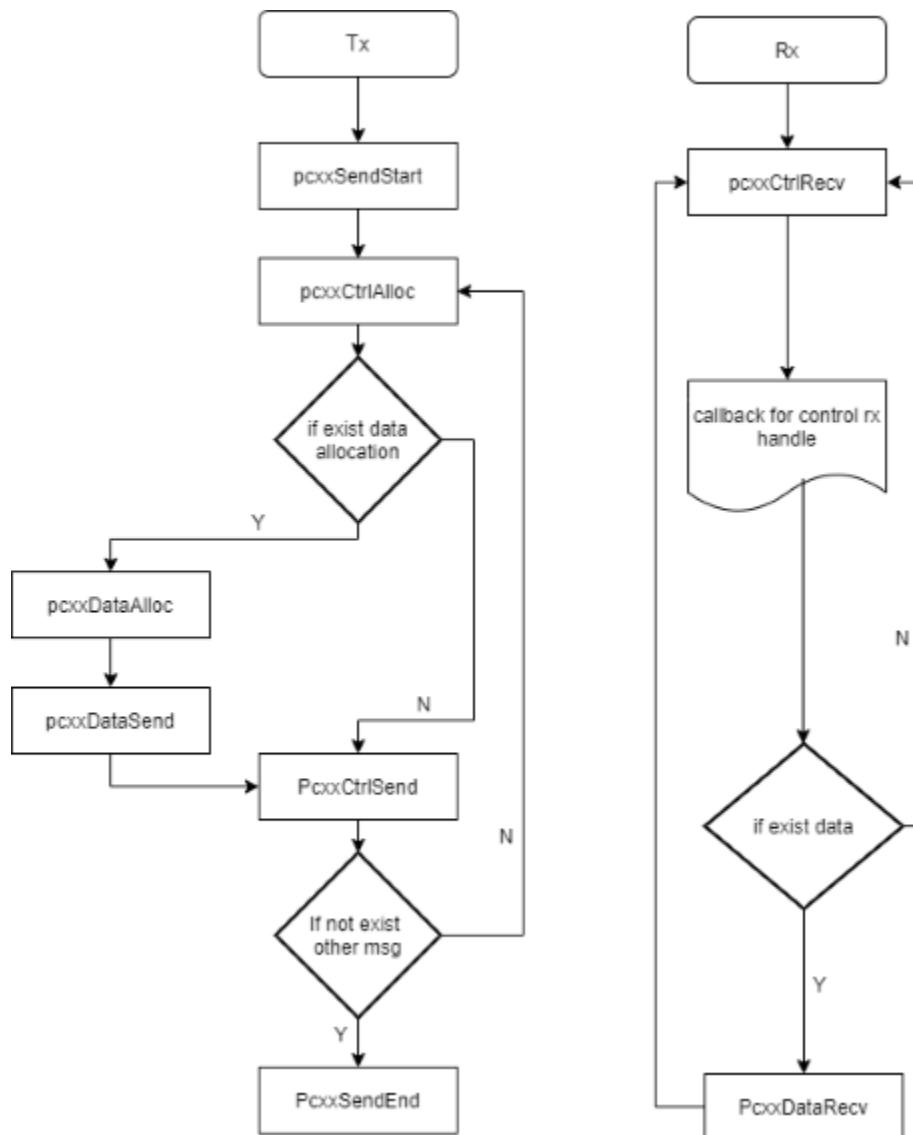 Tx
pcxxSendStart
pcxxCtrlAlloc
if exist data
allocation
Y
pcxxDataAlloc
pcxxDataSend
N
PcxxCtrlSend
N
If not exist
other msg
Y
PcxxSendEnd
Rx
pcxxCtrlRecv
callback for control rx
handle
N
if exist data
Y
PcxxDataRecv